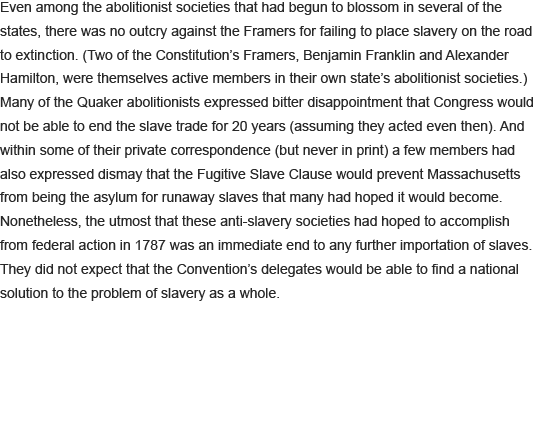 Even among the abolitionist societies that had begun to blossom in several of the
states, there was no outcry against the Framers for failing to place slavery on the road
to extinction. (Two of the Constitution’s Framers, Benjamin Franklin and Alexander
Hamilton, were themselves active members in their own state’s abolitionist societies.)
Many of the Quaker abolitionists expressed bitter disappointment that Congress would
not be able to end the slave trade for 20 years (assuming they acted even then). And
within some of their private correspondence (but never in print) a few members had
also expressed dismay that the Fugitive Slave Clause would prevent Massachusetts
from being the asylum for runaway slaves that many had hoped it would become.
Nonetheless, the utmost that these anti-slavery societies had hoped to accomplish
from federal action in 1787 was an immediate end to any further importation of slaves.
They did not expect that the Convention’s delegates would be able to find a national
solution to the problem of slavery as a whole.